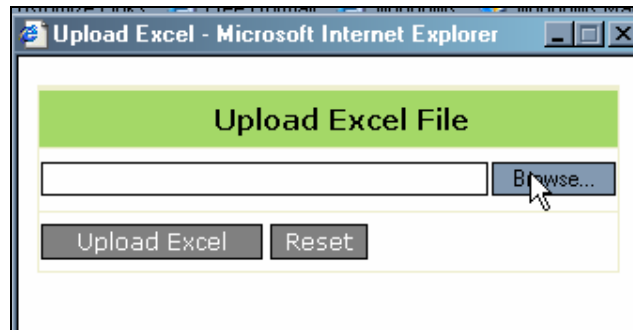 Upload Excel - Microsoft Internet Explorer
Upload Excel File
Browse...
Upload Excel Reset